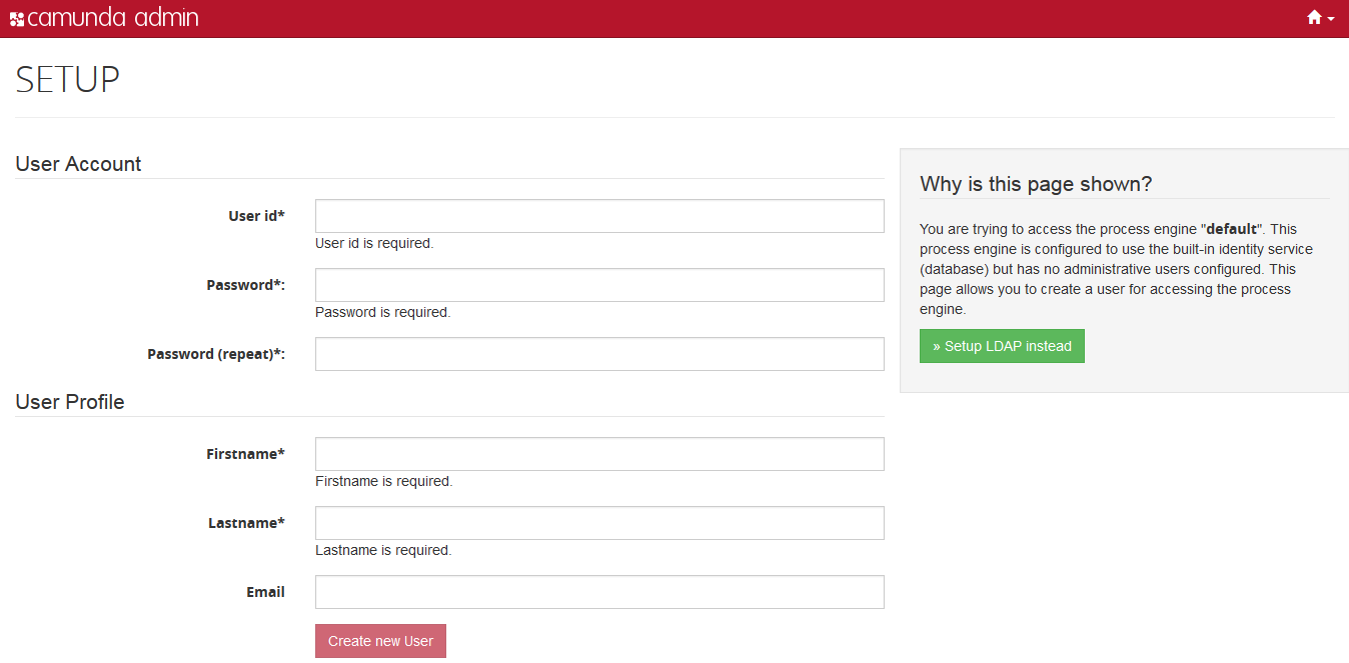 camunda admin
SETUP
User Account
User id*
User id is required.
Password*:
Password is required.
Password (repeat)*:
User Profile
Firstname*
Firstname is required.
Lastname*
Lastname is required.
Email
Create new User
Why is this page shown?
You are trying to access the process engine "default". This
process engine is configured to use the built-in identity service
(database) but has no administrative users configured. This
page allows you to create a user for accessing the process
engine.
» Setup LDAP instead